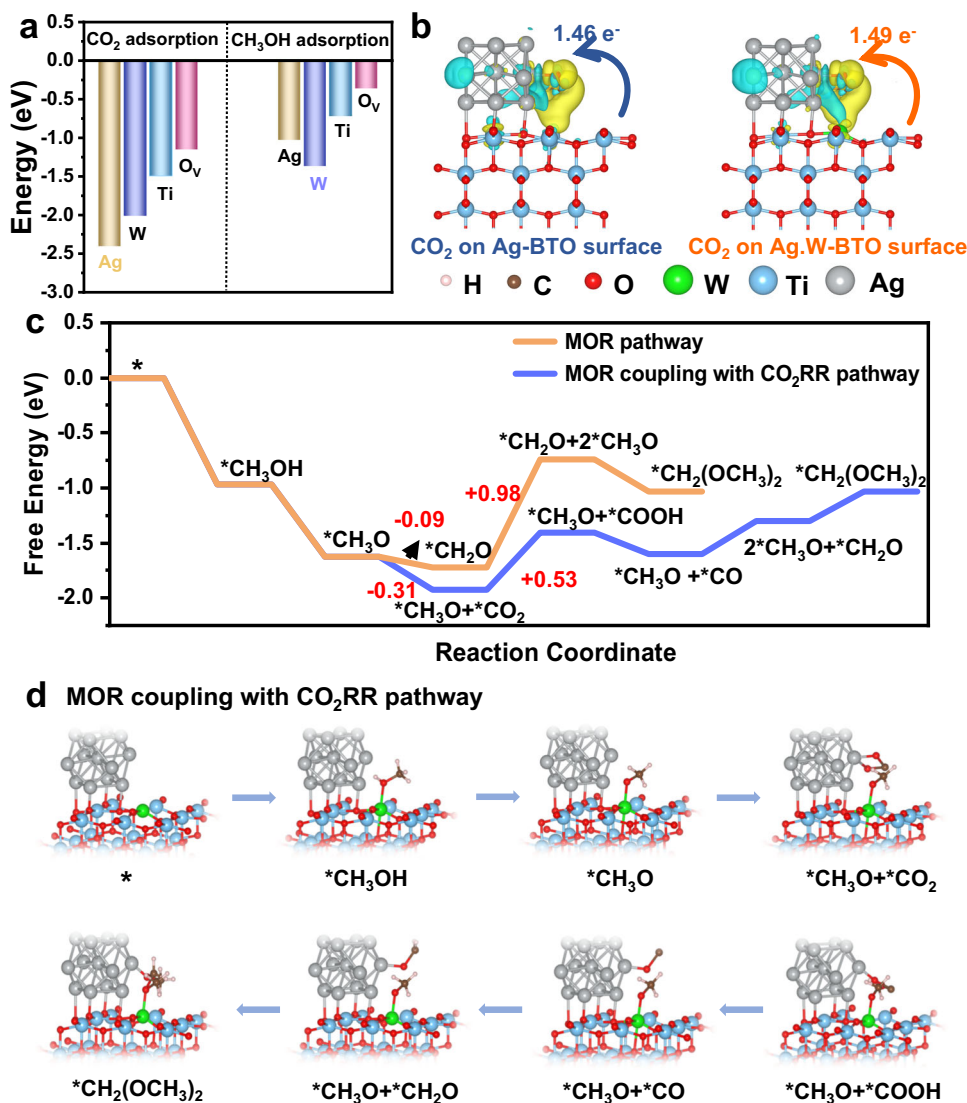 a
0.5
0.0
-0.5
-1.0
-1.5
-2.0
-2.5
-3.0
Energy (eV)
CO₂ adsorption
CH₃OH adsorption
Ag
W
Ti
Oᵥ
Ag
W
Ti
Oᵥ
b
1.46 e⁻
1.49 e⁻
CO₂ on Ag-BTO surface
CO₂ on Ag.W-BTO surface
H
C
O
W
Ti
Ag
c
0.5
0.0
-0.5
-1.0
-1.5
-2.0
Free Energy (eV)
MOR pathway
MOR coupling with CO₂RR pathway
*
*CH₃OH
*CH₃O
-0.09
*CH₂O
-0.31
*CH₃O+*CO₂
+0.98
*CH₂O+2*CH₃O
+0.53
*CH₃O+*COOH
*CH₂(OCH₃)₂
*CH₃O +*CO
2*CH₃O+*CH₂O
*CH₂(OCH₃)₂
Reaction Coordinate
d MOR coupling with CO₂RR pathway
*
*CH₃OH
*CH₃O
*CH₃O+*CO₂
*CH₂(OCH₃)₂
*CH₃O+*CH₂O
*CH₃O+*CO
*CH₃O+*COOH